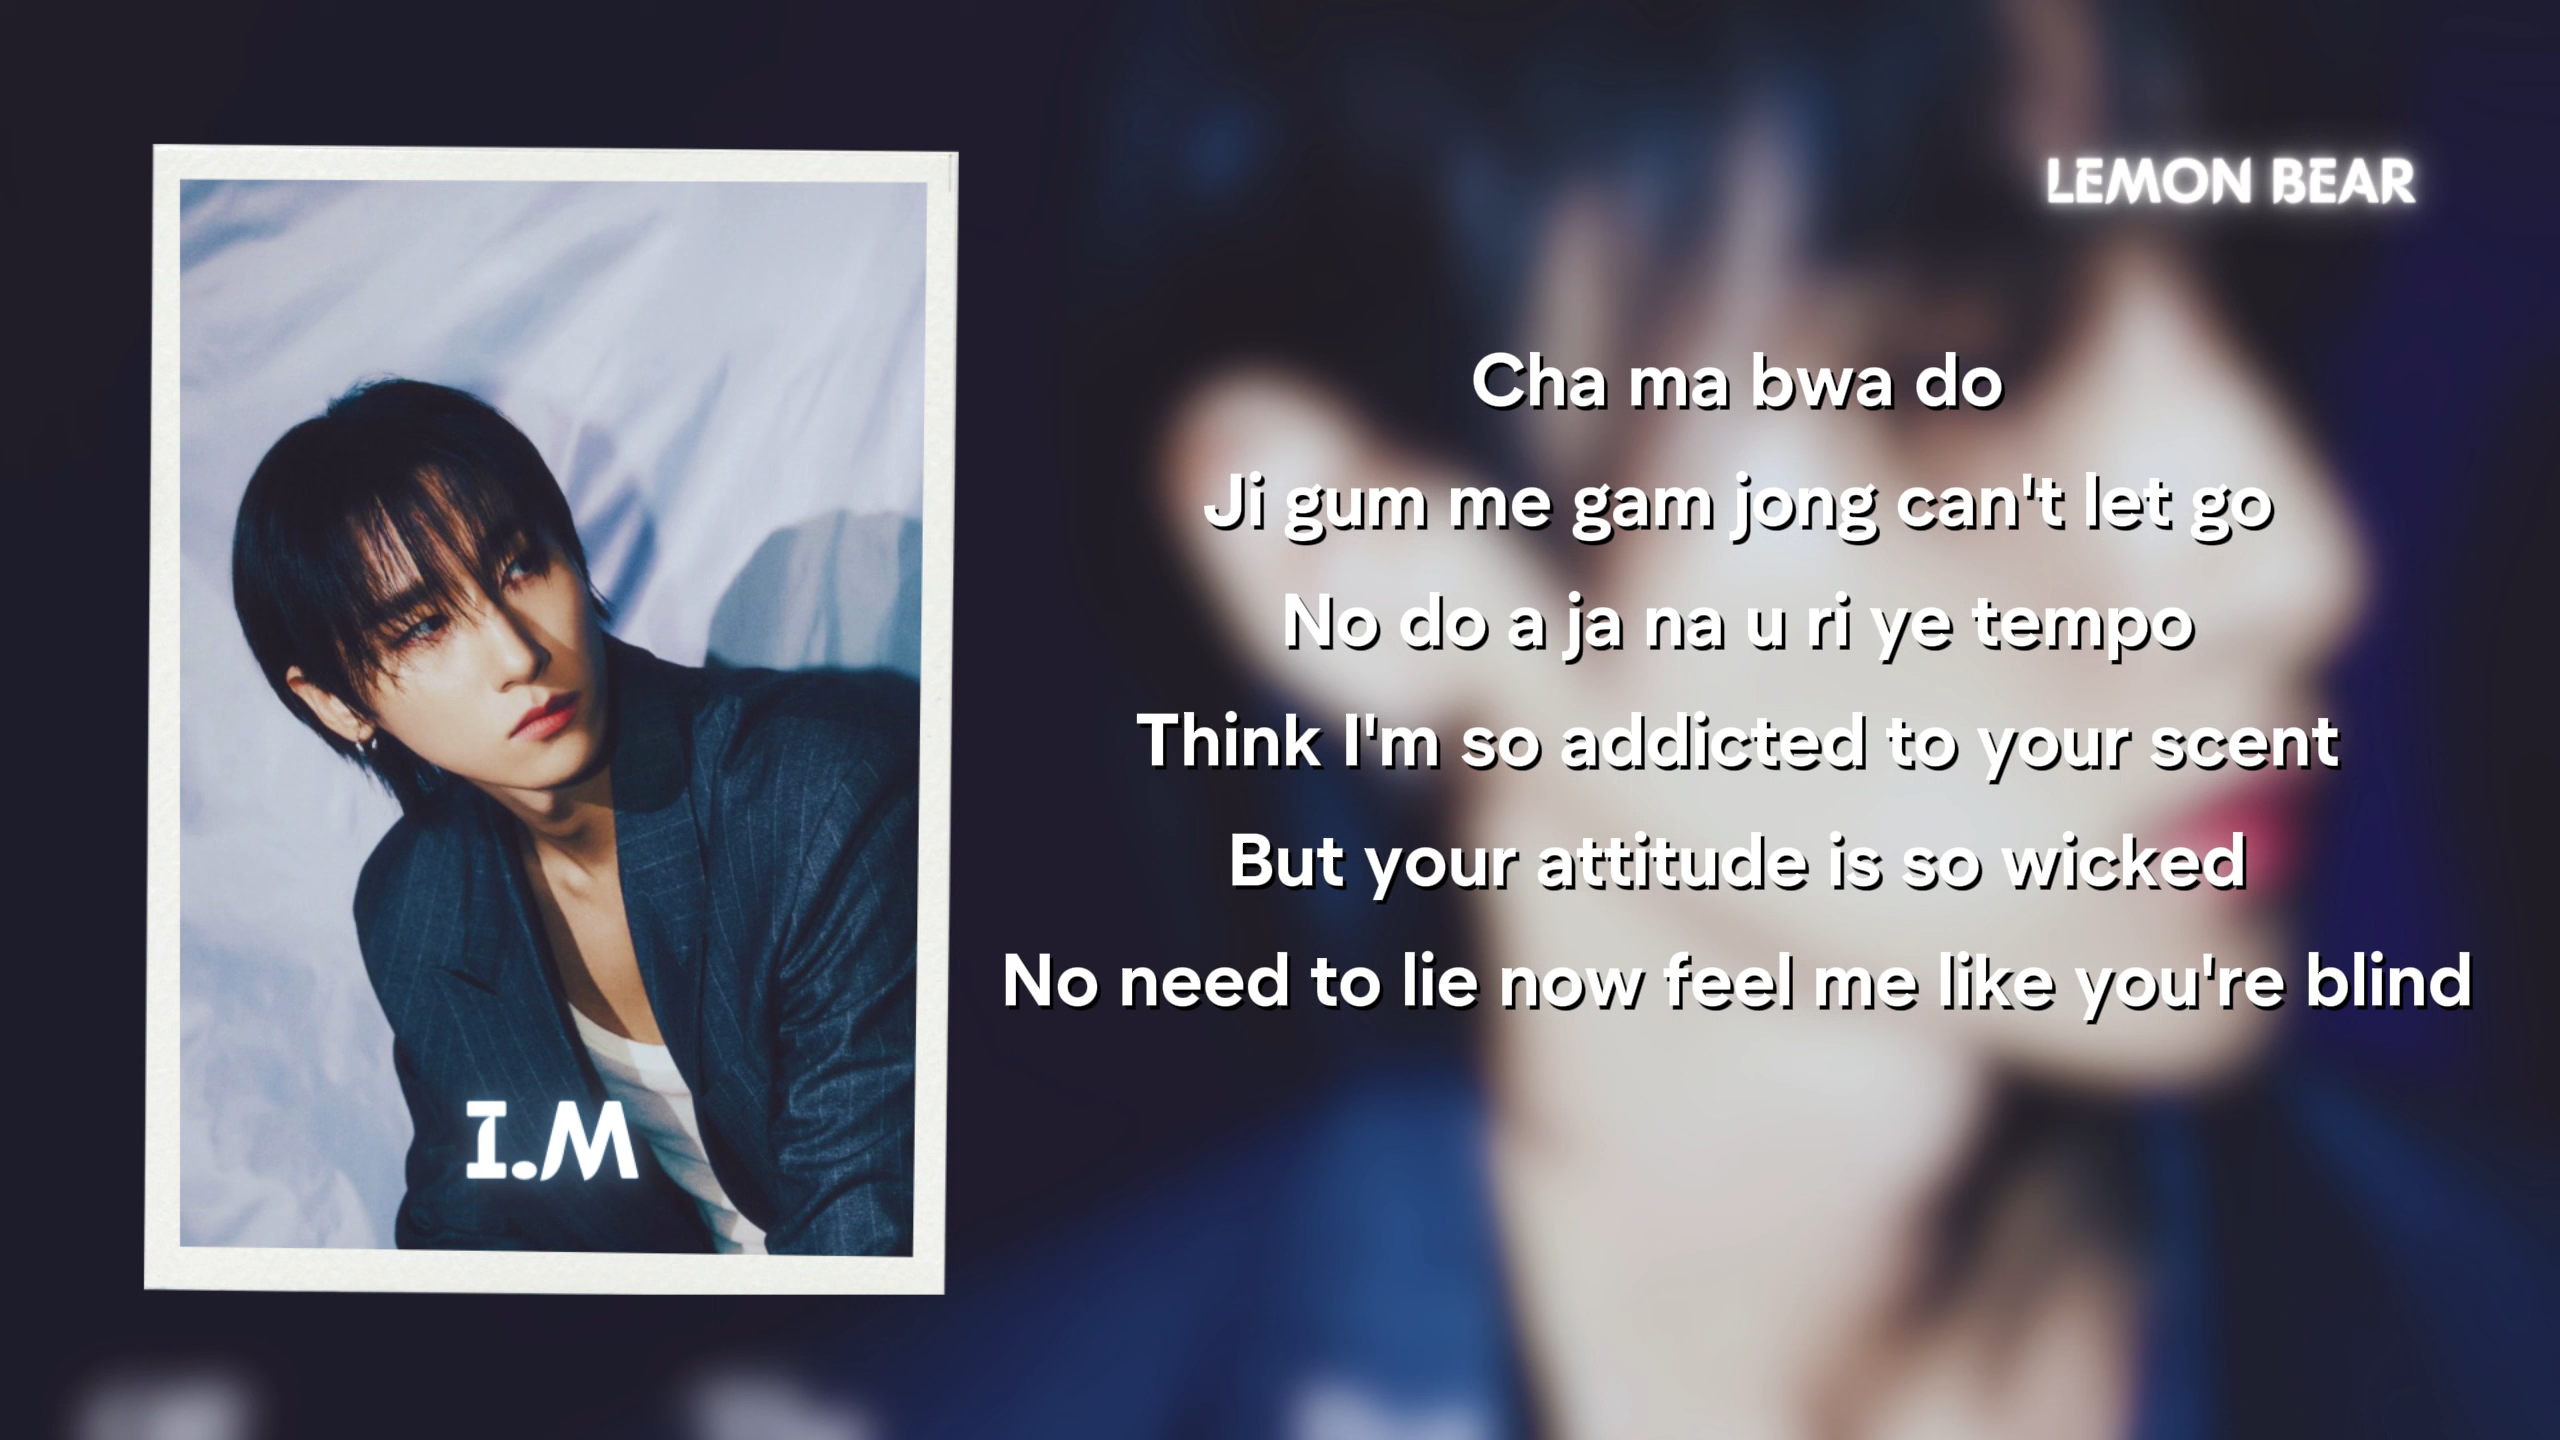 LEMON BEAR
Cha ma bwa do
Ji gum me gam jong can't let go
No do a ja na u ri ye tempo
Think I'm so addicted to your scent
But your attitude is so wicked
No need to lie now feel me like you're blind
I.M